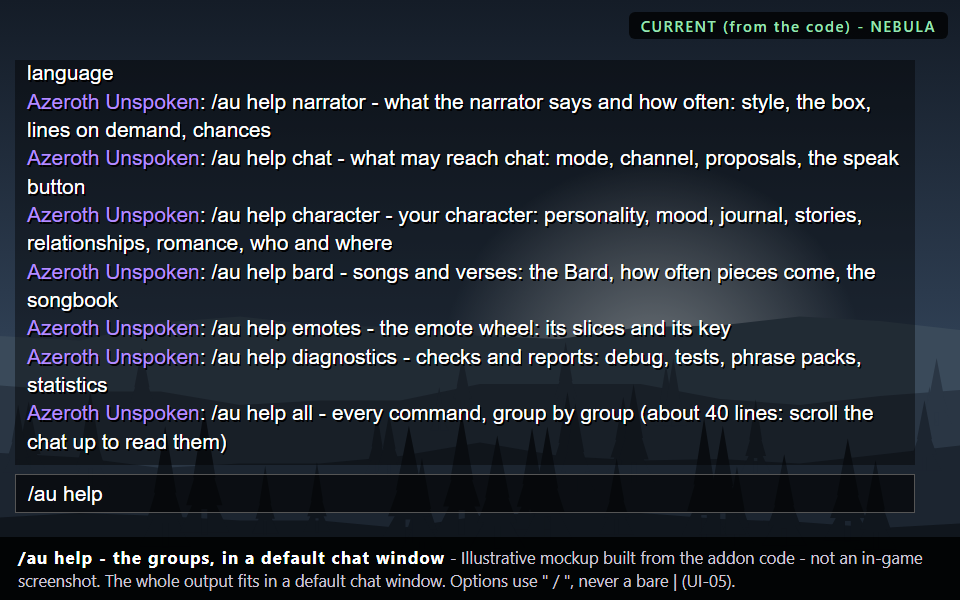 CURRENT (from the code) - NEBULA
language
Azeroth Unspoken: /au help narrator - what the narrator says and how often: style, the box,
lines on demand, chances
Azeroth Unspoken: /au help chat - what may reach chat: mode, channel, proposals, the speak
button
Azeroth Unspoken: /au help character - your character: personality, mood, journal, stories,
relationships, romance, who and where
Azeroth Unspoken: /au help bard - songs and verses: the Bard, how often pieces come, the
songbook
Azeroth Unspoken: /au help emotes - the emote wheel: its slices and its key
Azeroth Unspoken: /au help diagnostics - checks and reports: debug, tests, phrase packs,
statistics
Azeroth Unspoken: /au help all - every command, group by group (about 40 lines: scroll the
chat up to read them)
/au help
/au help - the groups, in a default chat window - Illustrative mockup built from the addon code - not an in-game
screenshot. The whole output fits in a default chat window. Options use " / ", never a bare | (UI-05).